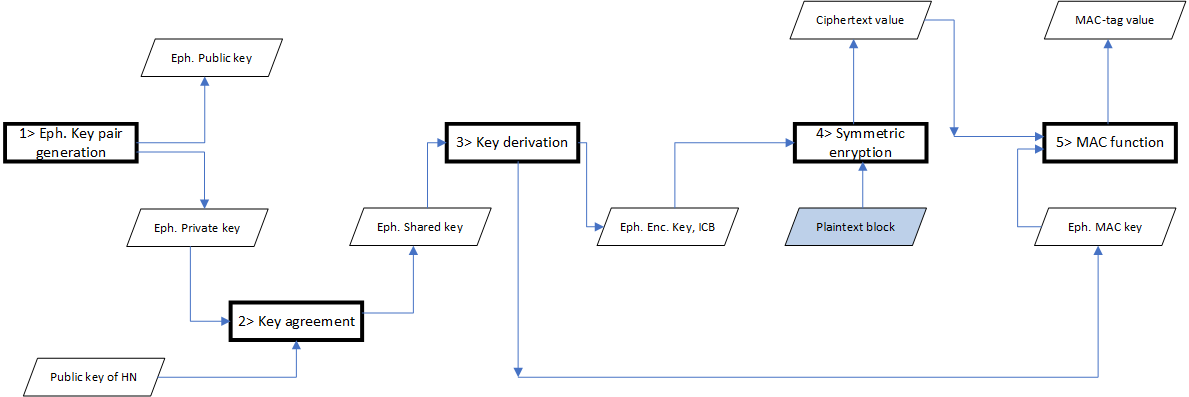 Ciphertext value
MAC-tag value
Eph. Public key
1> Eph. Key pair
generation
3> Key derivation
4> Symmetric
enryption
5> MAC function
Eph. Private key
Eph. Shared key
Eph. Enc. Key, ICB
Plaintext block
Eph. MAC key
2> Key agreement
Public key of HN